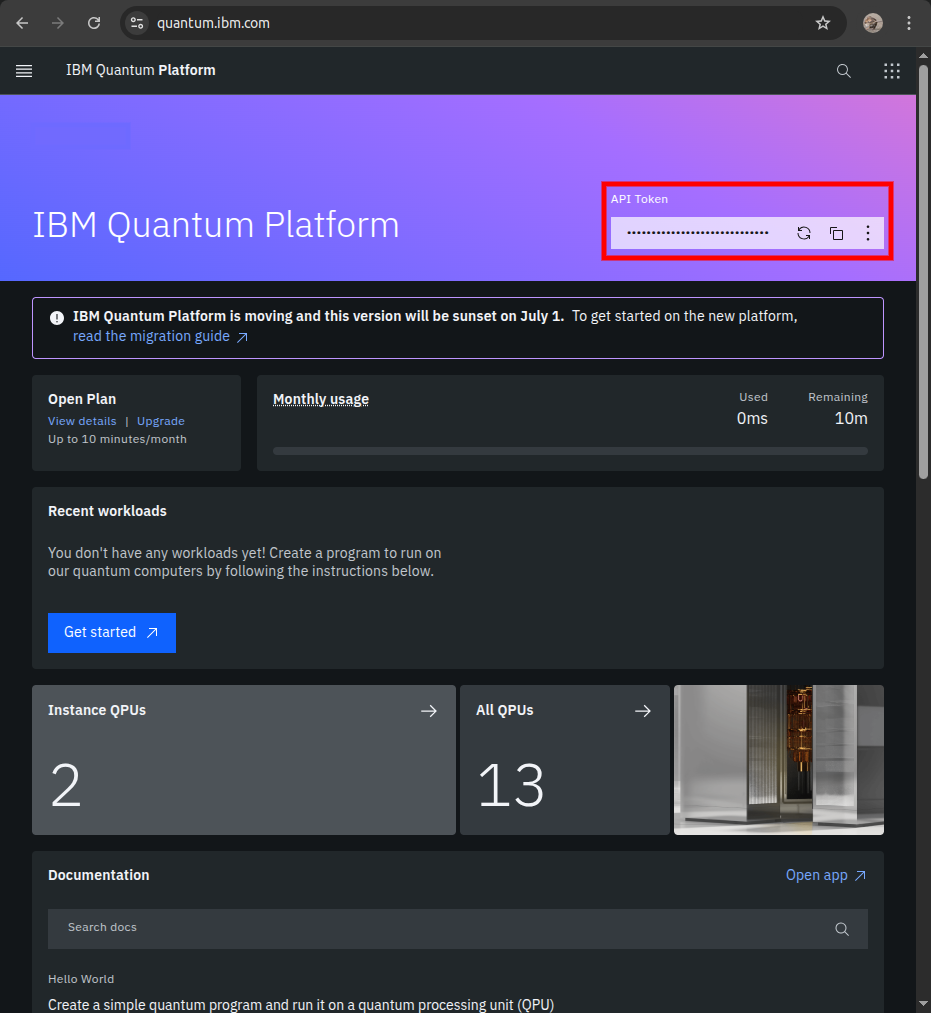 quantum.ibm.com
IBM Quantum Platform
API Token
IBM Quantum Platform
••••••••••••••••••••••••••••
IBM Quantum Platform is moving and this version will be sunset on July 1. To get started on the new platform,
read the migration guide
Open Plan
View details | Upgrade
Up to 10 minutes/month
Monthly usage
Used
0ms
Remaining
10m
Recent workloads
You don't have any workloads yet! Create a program to run on
our quantum computers by following the instructions below.
Get started
Instance QPUs
2
All QPUs
13
Documentation
Open app
Search docs
Hello World
Create a simple quantum program and run it on a quantum processing unit (QPU)